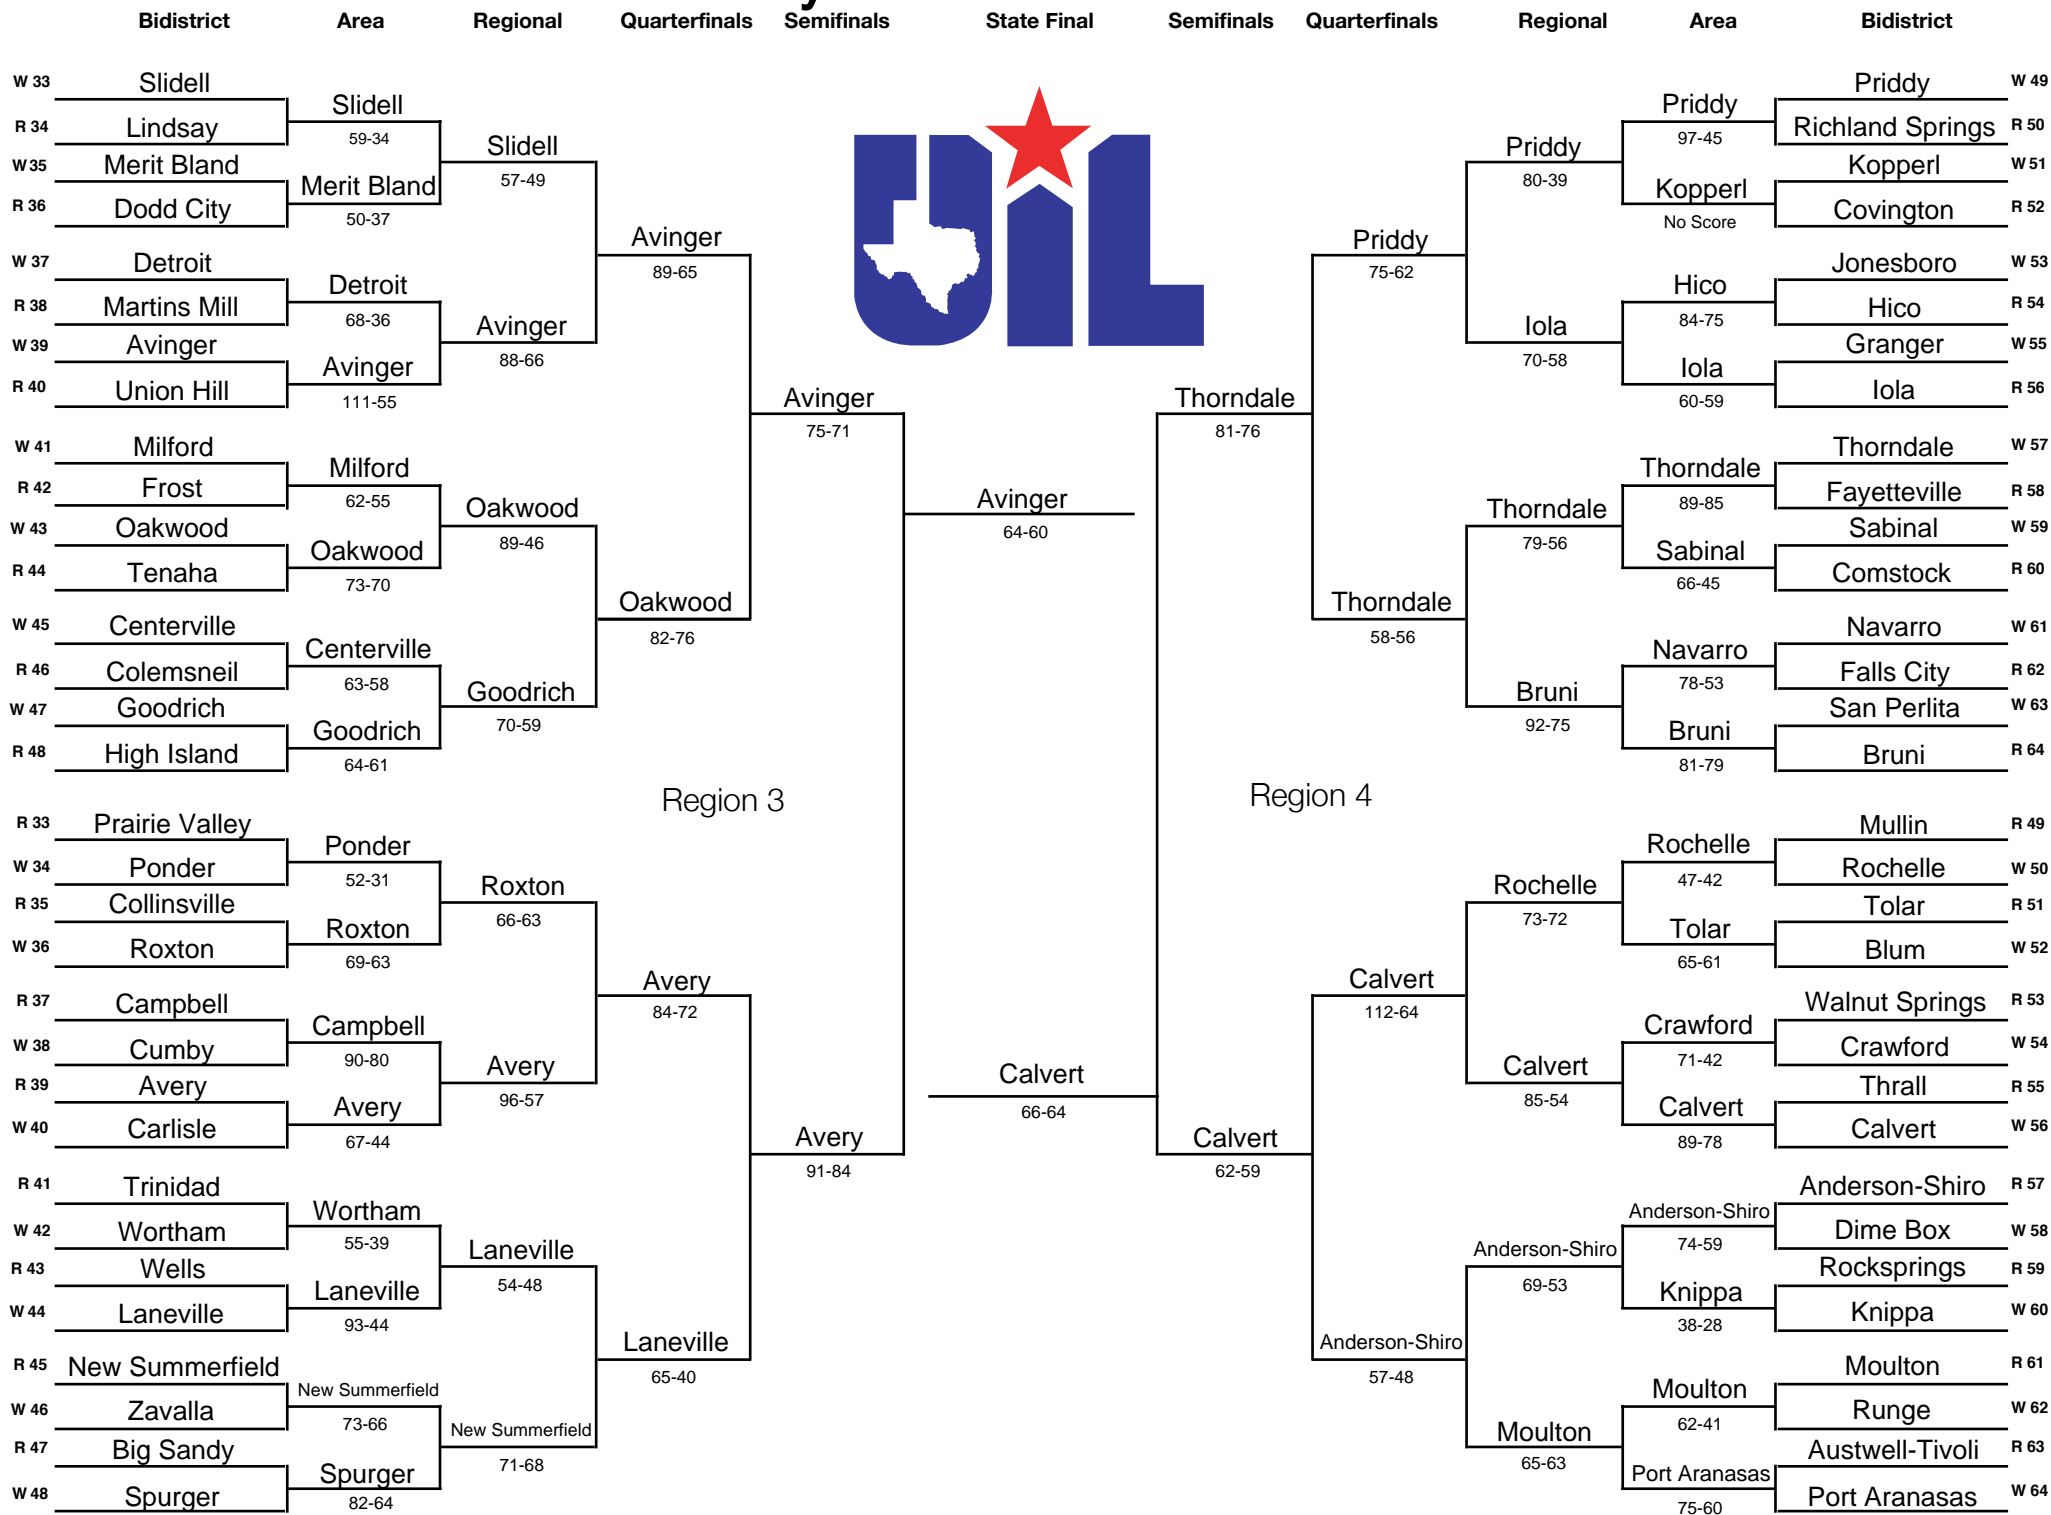 Bidistrict Area Regional Quarterfinals Semifinals State Final Semifinals Quarterfinals Regional Area Bidistrict
W 33 Slidell
R 34 Lindsay
W 35 Merit Bland
R 36 Dodd City
W 37 Detroit
R 38 Martins Mill
W 39 Avinger
R 40 Union Hill
W 41 Milford
R 42 Frost
W 43 Oakwood
R 44 Tenaha
W 45 Centerville
R 46 Colemsneil
W 47 Goodrich
R 48 High Island
R 33 Prairie Valley
W 34 Ponder
R 35 Collinsville
W 36 Roxton
R 37 Campbell
W 38 Cumby
R 39 Avery
W 40 Carlisle
R 41 Trinidad
W 42 Wortham
R 43 Wells
W 44 Laneville
R 45 New Summerfield
W 46 Zavalla
R 47 Big Sandy
W 48 Spurger
Slidell
59-34
Merit Bland
50-37
Detroit
68-36
Avinger
111-55
Milford
62-55
Oakwood
73-70
Centerville
63-58
Goodrich
64-61
Ponder
52-31
Roxton
69-63
Campbell
90-80
Avery
67-44
Wortham
55-39
Laneville
93-44
New Summerfield
73-66
Spurger
82-64
Slidell
57-49
Avinger
88-66
Oakwood
89-46
Goodrich
70-59
Roxton
66-63
Avery
96-57
Laneville
54-48
New Summerfield
71-68
Avinger
89-65
Oakwood
82-76
Region 3
Avery
84-72
Laneville
65-40
Avinger
75-71
Avery
91-84
UIL
Avinger
64-60
Calvert
66-64
Thorndale
81-76
Calvert
62-59
Priddy
75-62
Thorndale
58-56
Region 4
Calvert
112-64
Anderson-Shiro
57-48
Priddy
80-39
Iola
70-58
Thorndale
79-56
Bruni
92-75
Rochelle
73-72
Calvert
85-54
Anderson-Shiro
69-53
Moulton
65-63
Priddy
97-45
Kopperl
No Score
Hico
84-75
Iola
60-59
Thorndale
89-85
Sabinal
66-45
Navarro
78-53
Bruni
81-79
Rochelle
47-42
Tolar
65-61
Crawford
71-42
Calvert
89-78
Anderson-Shiro
74-59
Knippa
38-28
Moulton
62-41
Port Aranasas
75-60
Priddy W 49
Richland Springs R 50
Kopperl W 51
Covington R 52
Jonesboro W 53
Hico R 54
Granger W 55
Iola R 56
Thorndale W 57
Fayetteville R 58
Sabinal W 59
Comstock R 60
Navarro W 61
Falls City R 62
San Perlita W 63
Bruni R 64
Mullin R 49
Rochelle W 50
Tolar R 51
Blum W 52
Walnut Springs R 53
Crawford W 54
Thrall R 55
Calvert W 56
Anderson-Shiro R 57
Dime Box W 58
Rocksprings R 59
Knippa W 60
Moulton R 61
Runge W 62
Austwell-Tivoli R 63
Port Aranasas W 64